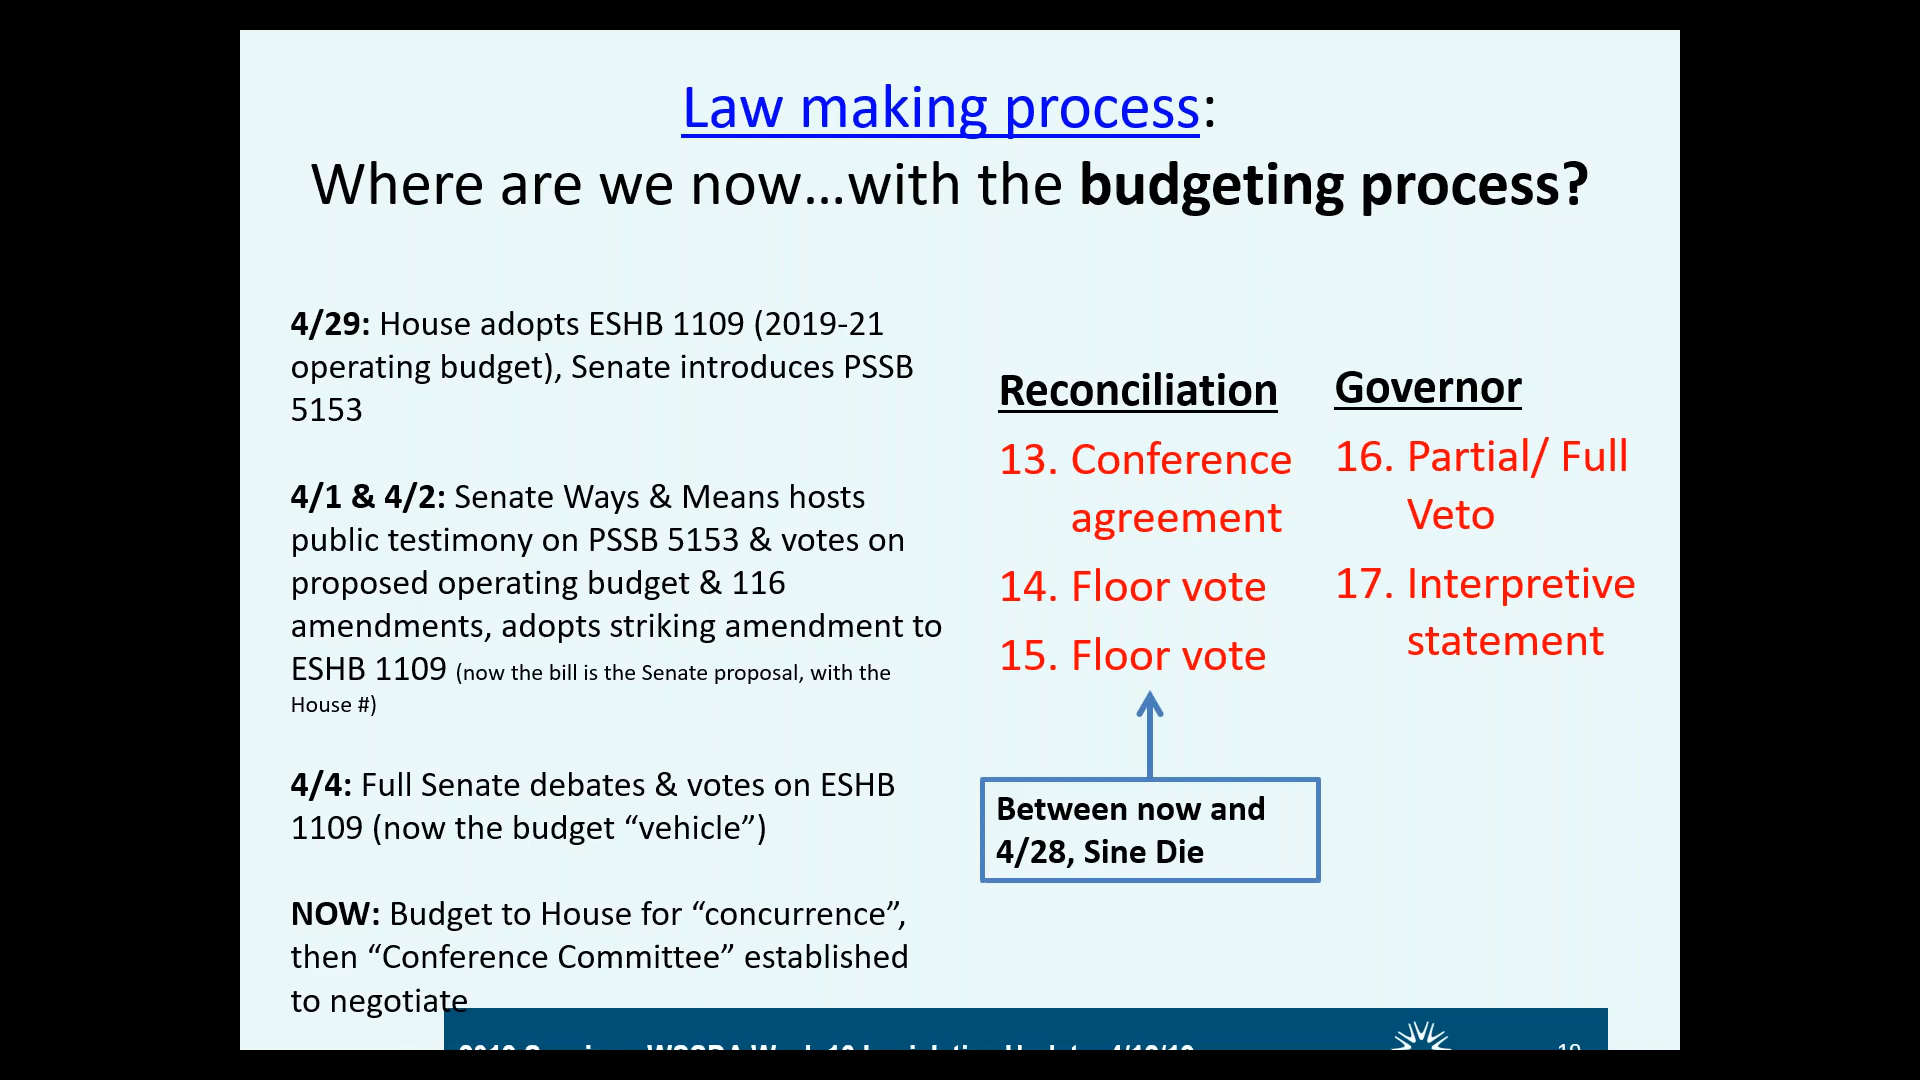 Law making process:
Where are we now...with the budgeting process?
4/29: House adopts ESHB 1109 (2019-21
operating budget), Senate introduces PSSB
5153
4/1 & 4/2: Senate Ways & Means hosts
public testimony on PSSB 5153 & votes on
proposed operating budget & 116
amendments, adopts striking amendment to
ESHB 1109 (now the bill is the Senate proposal, with the
House #)
4/4: Full Senate debates & votes on ESHB
1109 (now the budget “vehicle”)
NOW: Budget to House for “concurrence”,
then “Conference Committee” established
to negotiate
Reconciliation
13. Conference
agreement
14. Floor vote
15. Floor vote
Between now and
4/28, Sine Die
Governor
16. Partial/ Full
Veto
17. Interpretive
statement